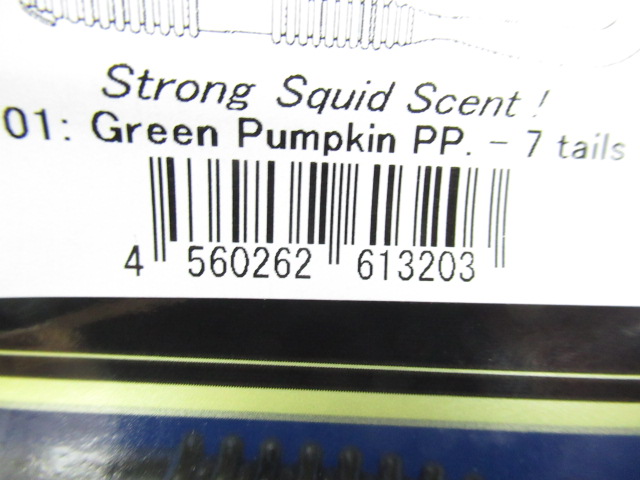 Strong Squid Scent !
01: Green Pumpkin PP. - 7 tails
4 560262 613203